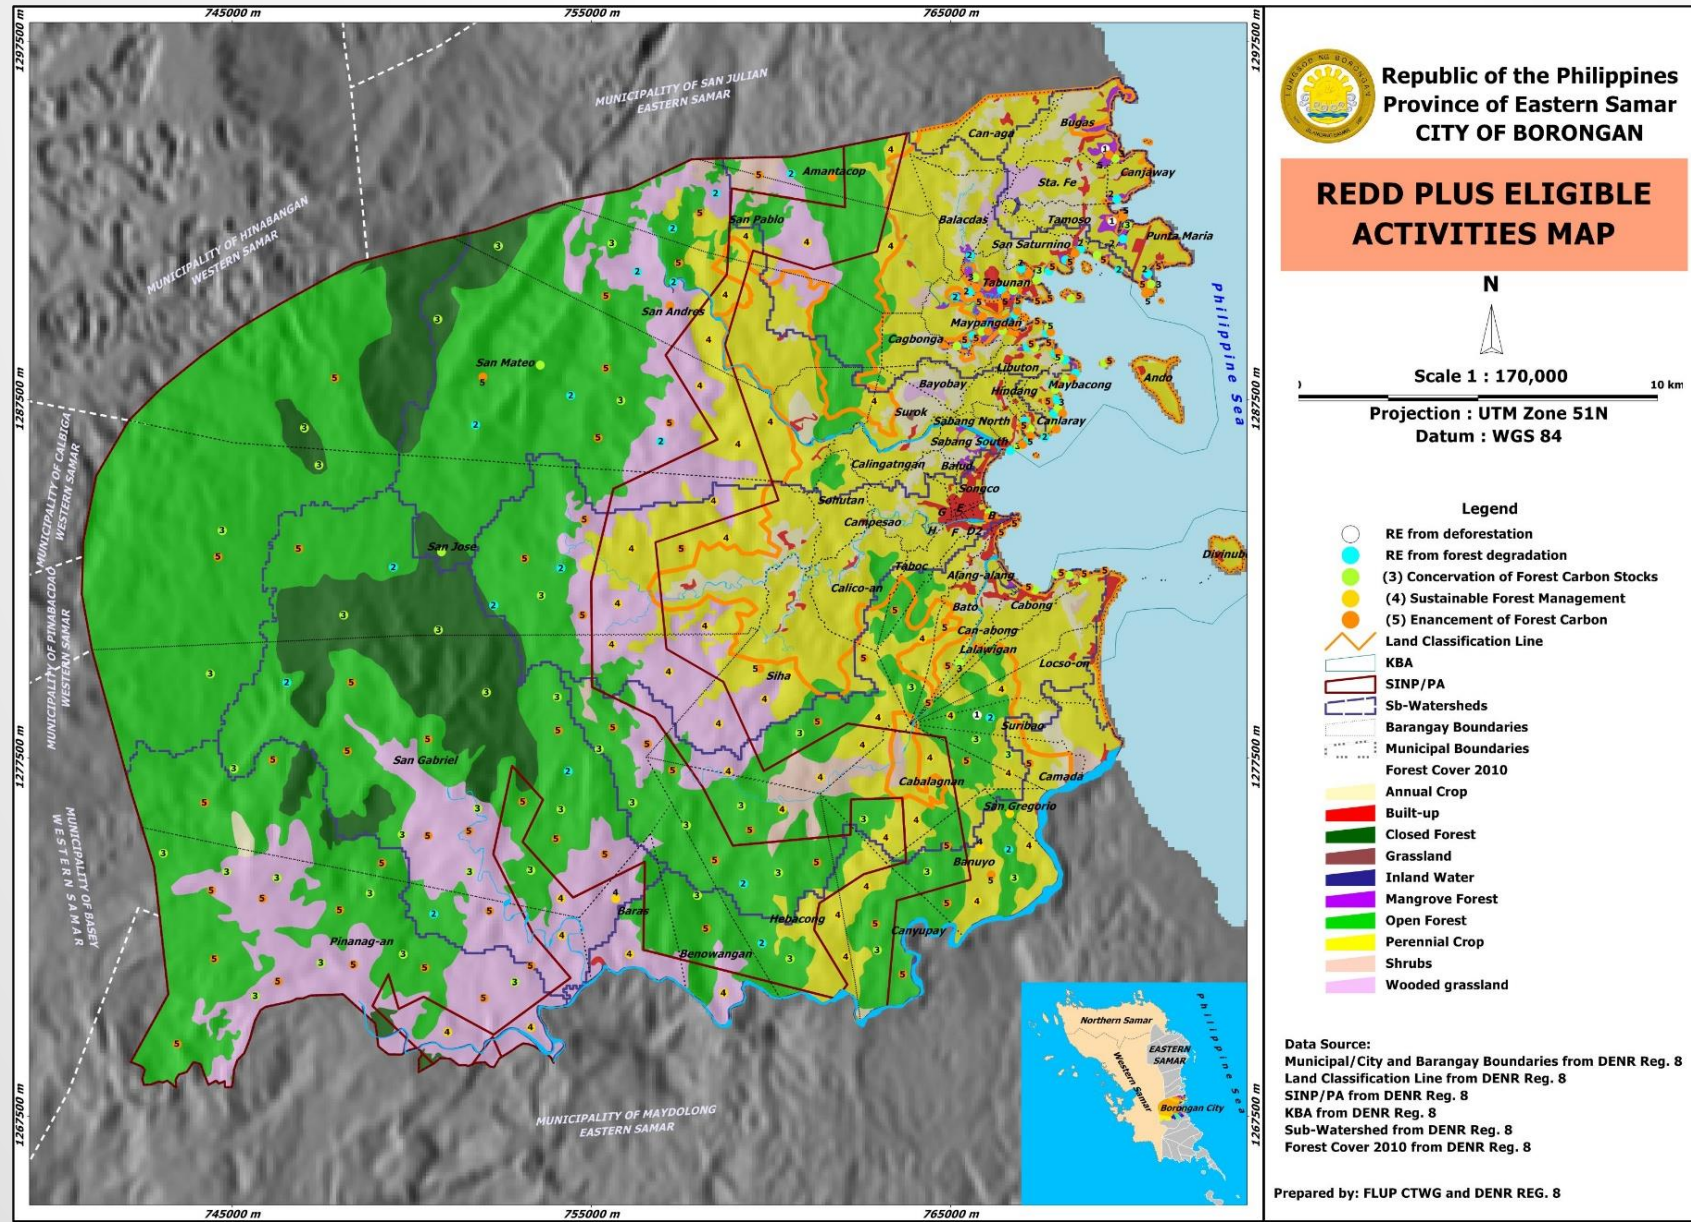 Republic of the Philippines
Province of Eastern Samar
CITY OF BORONGAN
REDD PLUS ELIGIBLE
ACTIVITIES MAP
N
Scale 1 : 170,000
10 km
Projection : UTM Zone 51N
Datum : WGS 84
Legend
RE from deforestation
RE from forest degradation
(3) Concervation of Forest Carbon Stocks
(4) Sustainable Forest Management
(5) Enancement of Forest Carbon
Land Classification Line
KBA
SINP/PA
Sb-Watersheds
Barangay Boundaries
Municipal Boundaries
Forest Cover 2010
Annual Crop
Built-up
Closed Forest
Grassland
Inland Water
Mangrove Forest
Open Forest
Perennial Crop
Shrubs
Wooded grassland
Data Source:
Municipal/City and Barangay Boundaries from DENR Reg. 8
Land Classification Line from DENR Reg. 8
SINP/PA from DENR Reg. 8
KBA from DENR Reg. 8
Sub-Watershed from DENR Reg. 8
Forest Cover 2010 from DENR Reg. 8
Prepared by: FLUP CTWG and DENR REG. 8
745000 m
755000 m
765000 m
1297500 m
1287500 m
1277500 m
1267500 m
1297500 m
1287500 m
1277500 m
1267500 m
745000 m
755000 m
765000 m
MUNICIPALITY OF SAN JULIAN
EASTERN SAMAR
MUNICIPALITY OF HINABANGAN
WESTERN SAMAR
MUNICIPALITY OF CALBIGA
WESTERN SAMAR
MUNICIPALITY OF PINABACDAO
WESTERN SAMAR
MUNICIPALITY OF BASEY
WESTERN SAMAR
MUNICIPALITY OF MAYDOLONG
EASTERN SAMAR
Philippine Sea
Can-aga
Bugas
Canjaway
Amantacop
Sta. Fe
San Pablo
Balacdas
Tamoso
Punta Maria
San Saturnino
Tabunan
San Andres
Maypangdan
Cagbonga
San Mateo
Libuton
Ando
Bayobay
Hindang
Maybacong
Surok
Sabang North
Canlaray
Sabang South
Calingatngan
Balud
Songco
Sohutan
G
E
B
Campesao
H
F
D2
San Jose
Taboc
Alang-alang
Calico-an
Bato
Cabong
Can-abong
Lalawigan
Locso-on
Siha
Suribao
San Gabriel
Cabalagnan
Camada
San Gregorio
Banuyo
Baras
Hebacong
Canyupay
Pinanag-an
Benowangan
Northern Samar
EASTERN
SAMAR
Western Samar
Borongan City
Philippine Sea